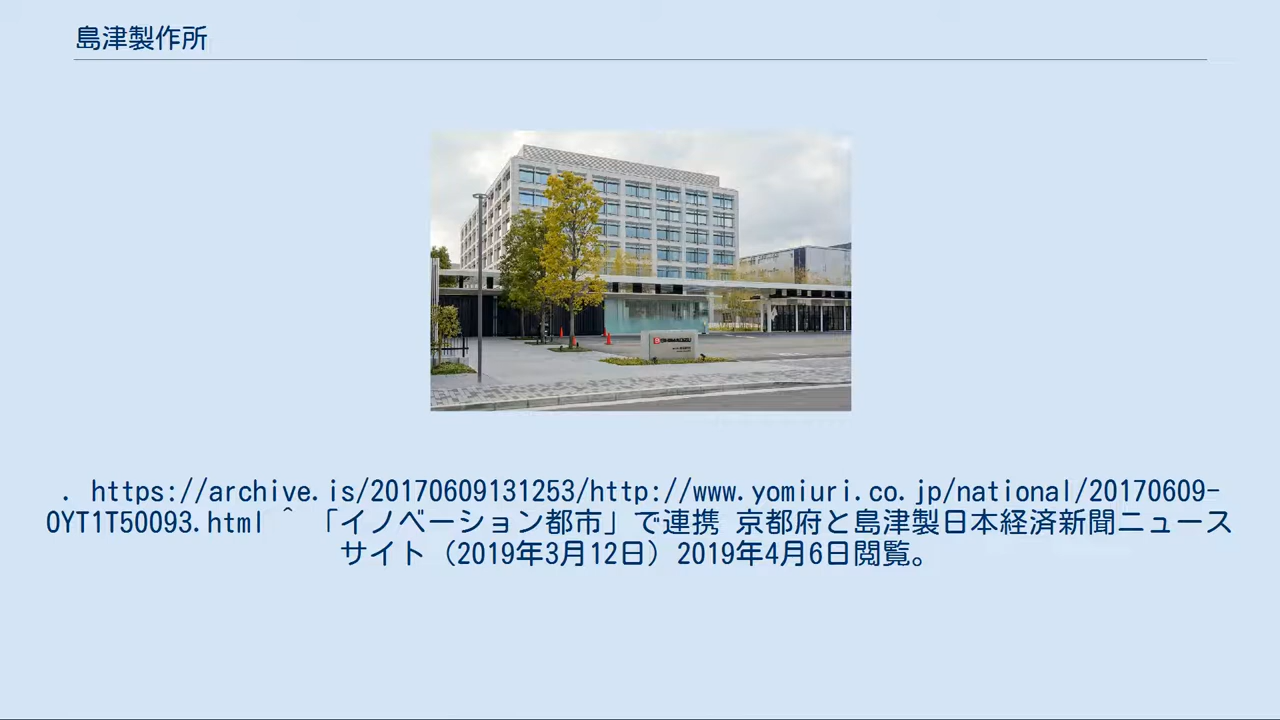 島津製作所
SHIMADZU
. https://archive.is/20170609131253/http://www.yomiuri.co.jp/national/20170609-
OYT1T50093.html ^ 「イノベーション都市」で連携 京都府と島津製日本経済新聞ニュース
サイト（2019年3月12日）2019年4月6日閲覧。